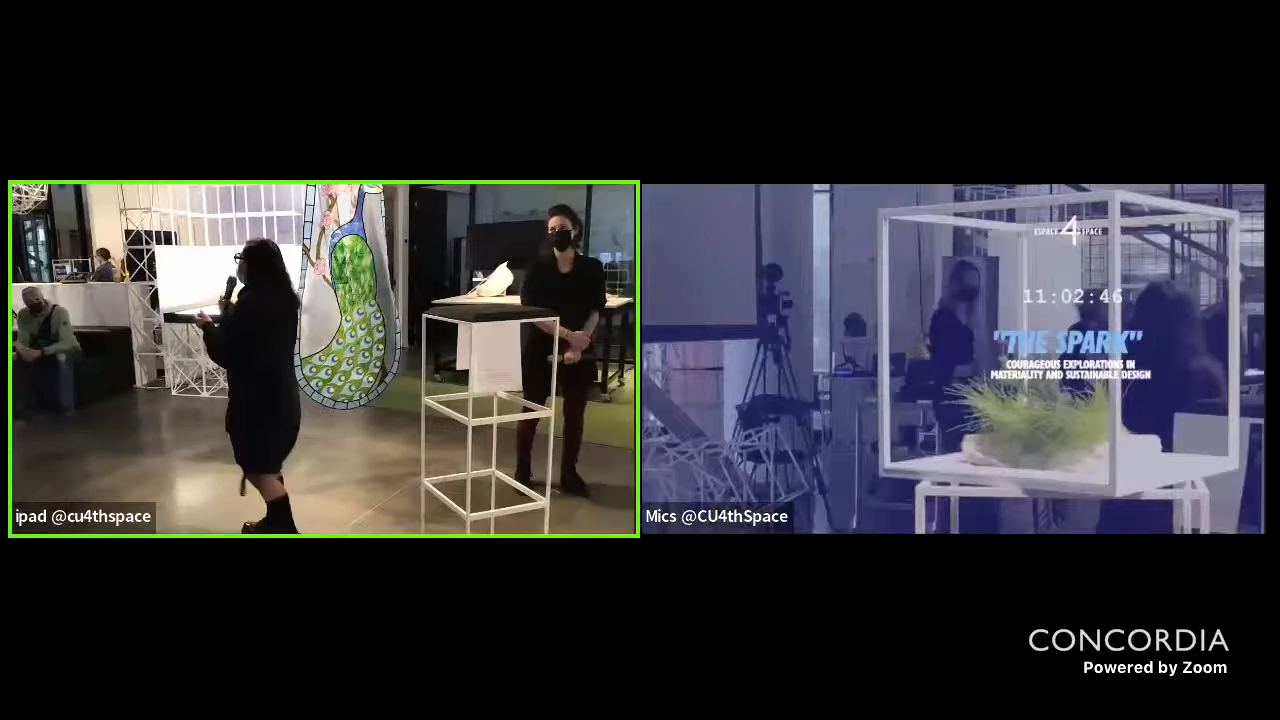 ESPACE 4 SPACE
11:02:46
"THE SPARK"
COURAGEOUS EXPLORATIONS IN
MATERIALITY AND SUSTAINABLE DESIGN
ipad @cu4thspace
Mics @CU4thSpace
CONCORDIA
Powered by Zoom